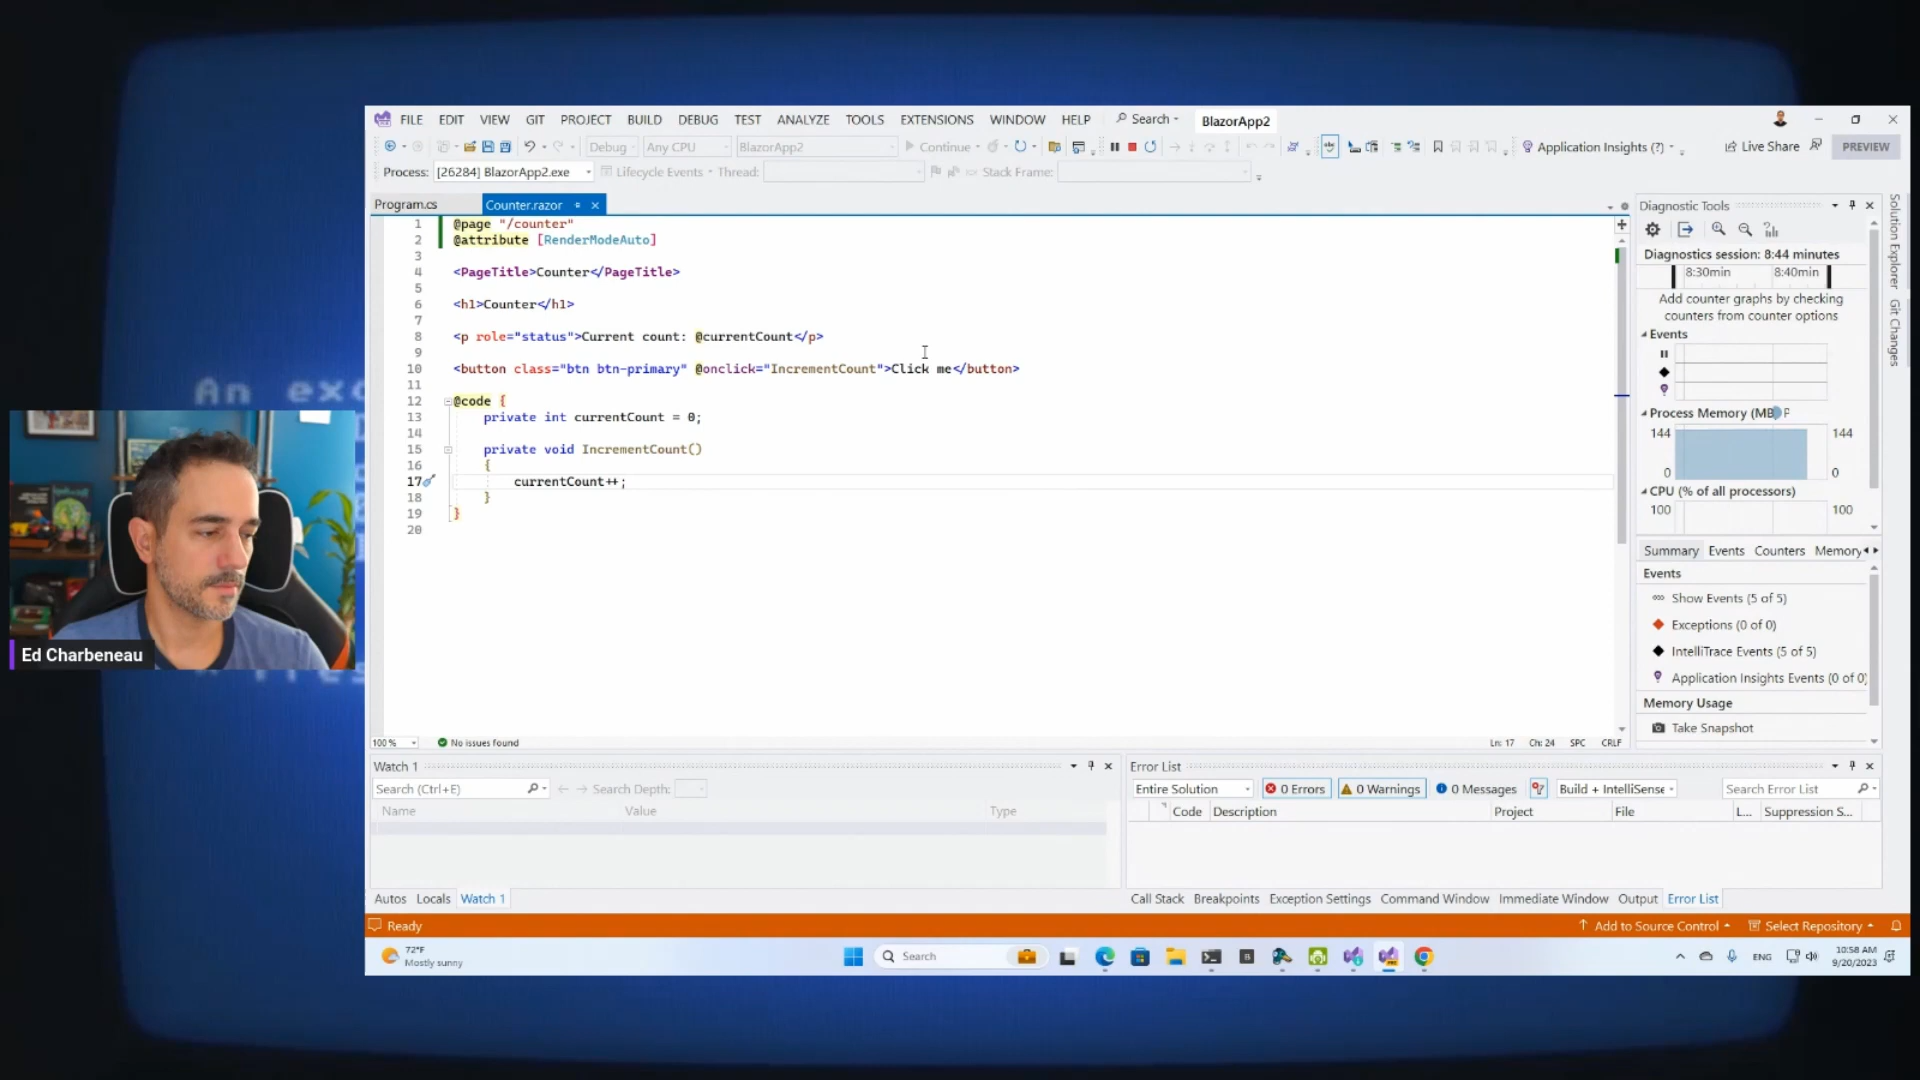 FILE EDIT VIEW GIT PROJECT BUILD DEBUG TEST ANALYZE TOOLS EXTENSIONS WINDOW HELP Search BlazorApp2
Debug Any CPU BlazorApp2 Continue Application Insights (?) Live Share PREVIEW
Process: [26284] BlazorApp2.exe Lifecycle Events Thread: Stack Frame:
Program.cs Counter.razor
1 @page "/counter"
2 @attribute [RenderModeAuto]
3
4 <PageTitle>Counter</PageTitle>
5
6 <h1>Counter</h1>
7
8 <p role="status">Current count: @currentCount</p>
9
10 <button class="btn btn-primary" @onclick="IncrementCount">Click me</button>
11
12 @code {
13 private int currentCount = 0;
14
15 private void IncrementCount()
16 {
17 currentCount++;
18 }
19 }
20
100 % No issues found Ln: 17 Ch: 24 SPC CRLF
Diagnostic Tools
Diagnostics session: 8:44 minutes
8:30min 8:40min
Add counter graphs by checking
counters from counter options
Events
Process Memory (MB) P
144 144
0 0
CPU (% of all processors)
100 100
Summary Events Counters Memory
Events
Show Events (5 of 5)
Exceptions (0 of 0)
IntelliTrace Events (5 of 5)
Application Insights Events (0 of 0)
Memory Usage
Take Snapshot
Solution Explorer
Git Changes
Watch 1
Search (Ctrl+E) Search Depth:
Name Value Type
Autos Locals Watch 1
Error List
Entire Solution 0 Errors 0 Warnings 0 Messages Build + IntelliSense Search Error List
Code Description Project File L... Suppression S...
Call Stack Breakpoints Exception Settings Command Window Immediate Window Output Error List
Ready Add to Source Control Select Repository
72°F
Mostly sunny
Search
ENG
10:58 AM
9/20/2023
An exc
Ed Charbeneau